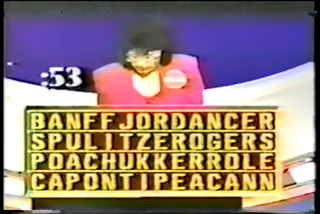 :53
BANFFJORDANCER
SPULITZEROGERS
POACHUKKERROLE
CAPONTIPEACANN